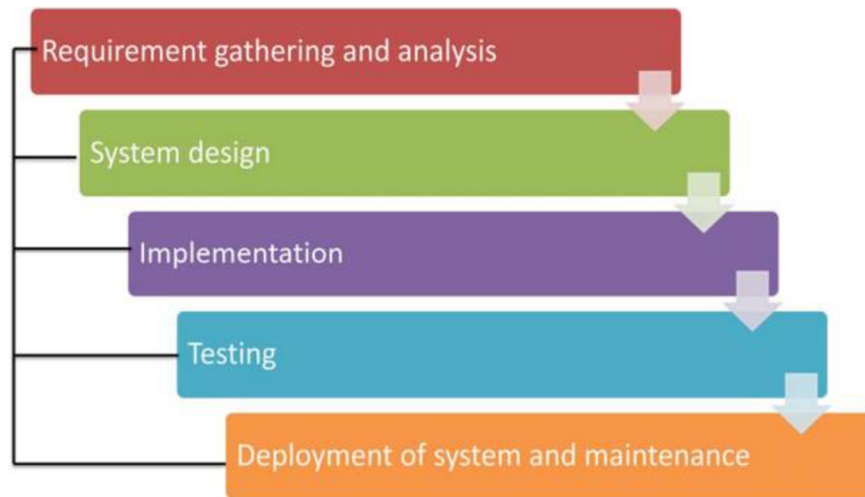 Requirement gathering and analysis
System design
Implementation
Testing
Deployment of system and maintenance